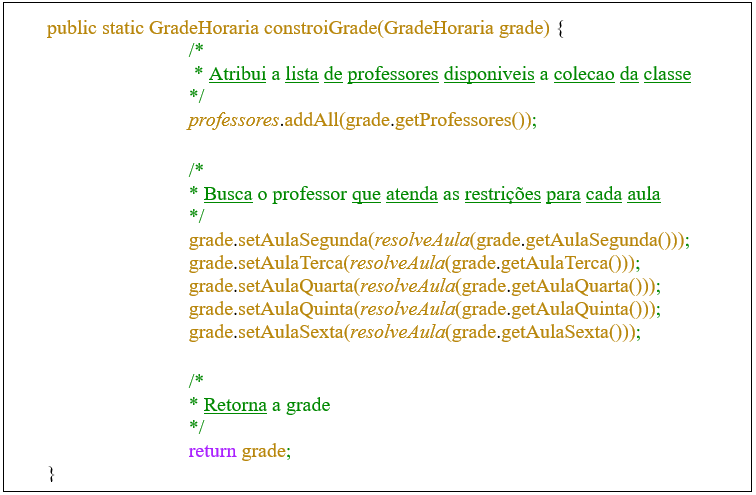 public static GradeHoraria constroiGrade(GradeHoraria grade) {
/*
* Atribui a lista de professores disponiveis a colecao da classe
*/
professores.addAll(grade.getProfessores());
/*
* Busca o professor que atenda as restrições para cada aula
*/
grade.setAulaSegunda(resolveAula(grade.getAulaSegunda()));
grade.setAulaTerca(resolveAula(grade.getAulaTerca()));
grade.setAulaQuarta(resolveAula(grade.getAulaQuarta()));
grade.setAulaQuinta(resolveAula(grade.getAulaQuinta()));
grade.setAulaSexta(resolveAula(grade.getAulaSexta()));
/*
* Retorna a grade
*/
return grade;
}